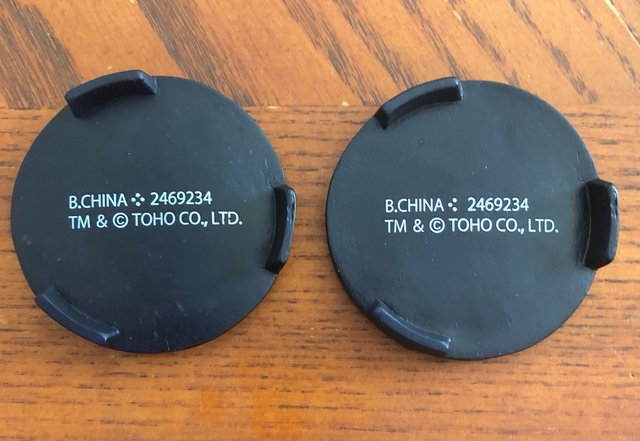 B.CHINA ⁘ 2469234
TM & © TOHO CO., LTD.
B.CHINA ⁖ 2469234
TM & © TOHO CO., LTD.